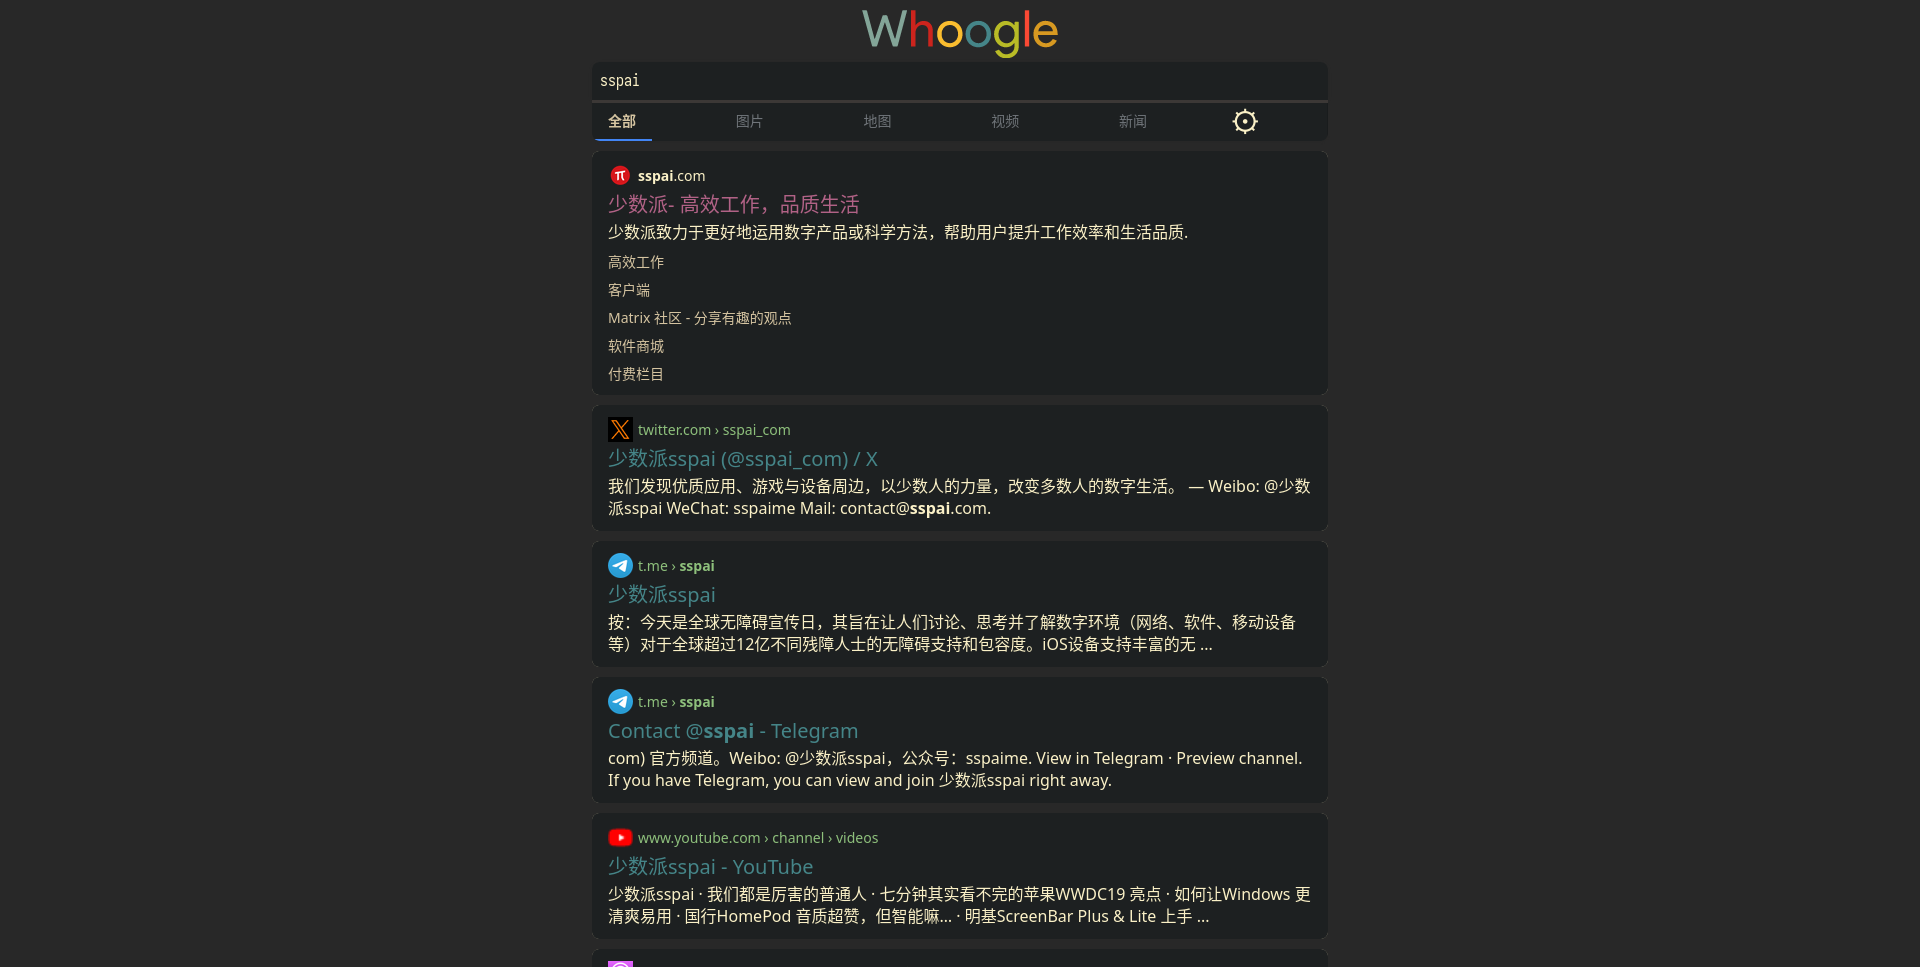 Whoogle
sspai
全部 图片 地图 视频 新闻
sspai.com
少数派- 高效工作，品质生活
少数派致力于更好地运用数字产品或科学方法，帮助用户提升工作效率和生活品质.
高效工作
客户端
Matrix 社区 - 分享有趣的观点
软件商城
付费栏目
twitter.com › sspai_com
少数派sspai (@sspai_com) / X
我们发现优质应用、游戏与设备周边，以少数人的力量，改变多数人的数字生活。 — Weibo: @少数
派sspai WeChat: sspaime Mail: contact@sspai.com.
t.me › sspai
少数派sspai
按：今天是全球无障碍宣传日，其旨在让人们讨论、思考并了解数字环境（网络、软件、移动设备
等）对于全球超过12亿不同残障人士的无障碍支持和包容度。iOS设备支持丰富的无 ...
t.me › sspai
Contact @sspai - Telegram
com) 官方频道。Weibo: @少数派sspai，公众号：sspaime. View in Telegram · Preview channel.
If you have Telegram, you can view and join 少数派sspai right away.
www.youtube.com › channel › videos
少数派sspai - YouTube
少数派sspai · 我们都是厉害的普通人 · 七分钟其实看不完的苹果WWDC19 亮点 · 如何让Windows 更
清爽易用 · 国行HomePod 音质超赞，但智能嘛... · 明基ScreenBar Plus & Lite 上手 ...